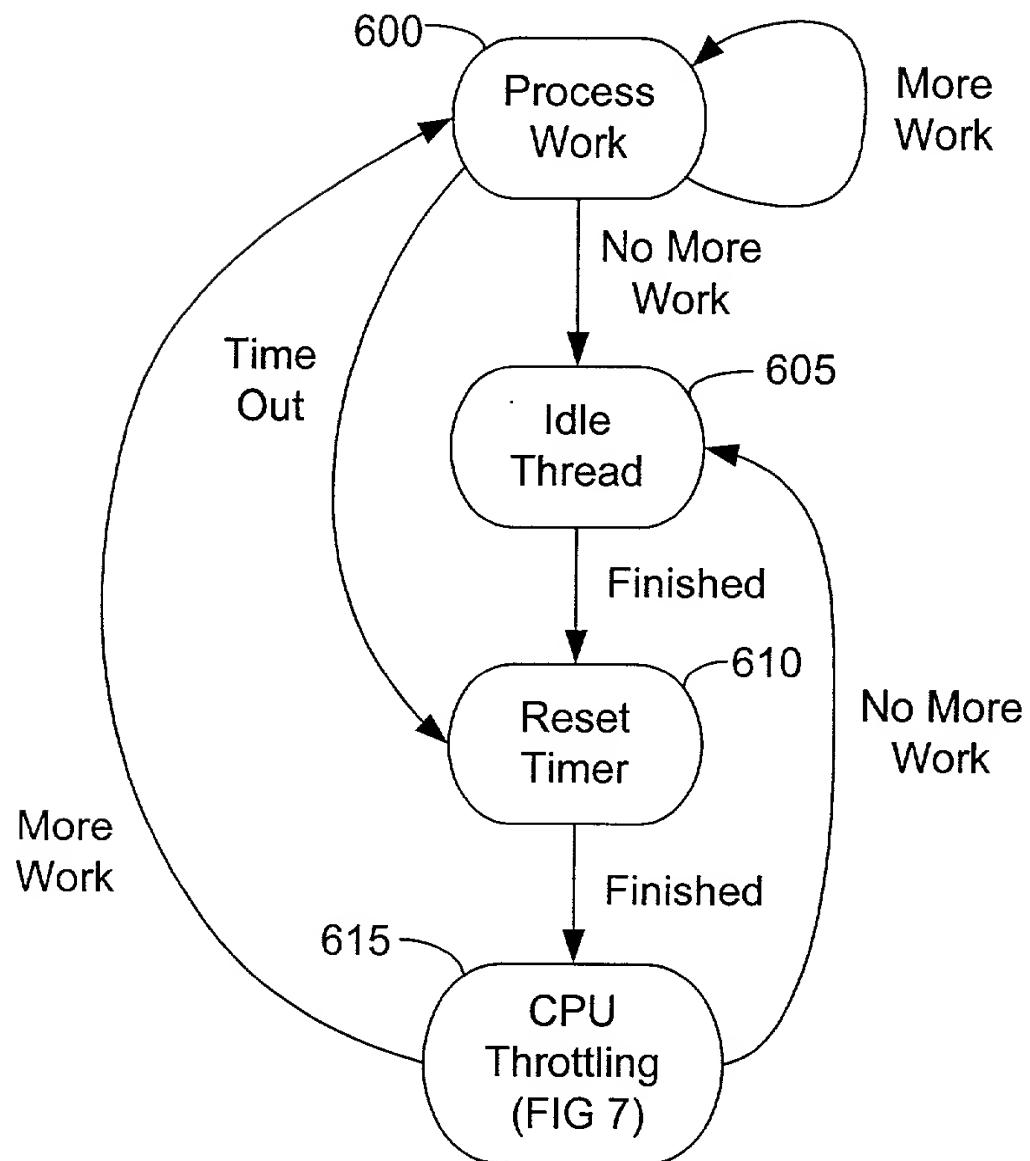 600
Process
Work
More
Work
No More
Work
Time
Out
605
Idle
Thread
Finished
610
Reset
Timer
No More
Work
More
Work
Finished
615
CPU
Throttling
(FIG 7)